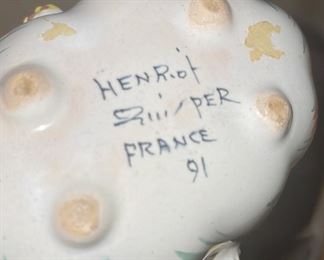 HENRiot
Quimper
FRANCE
91